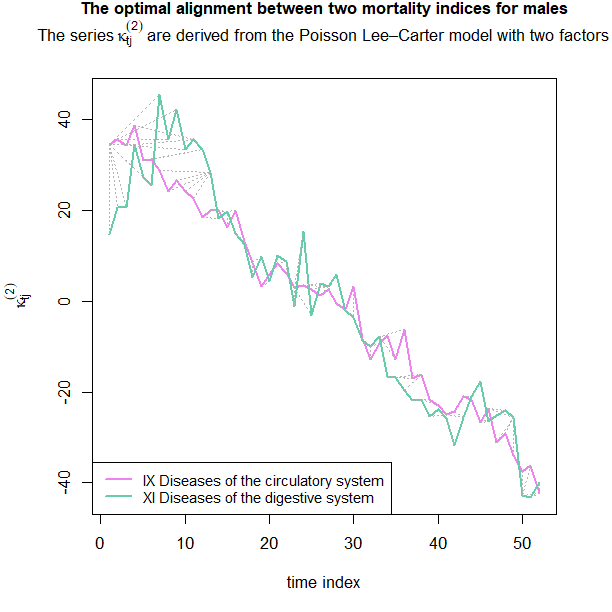 The optimal alignment between two mortality indices for males
The series κtj(2) are derived from the Poisson Lee–Carter model with two factors
κtj(2)
40
20
0
-20
-40
IX Diseases of the circulatory system
XI Diseases of the digestive system
0 10 20 30 40 50
time index